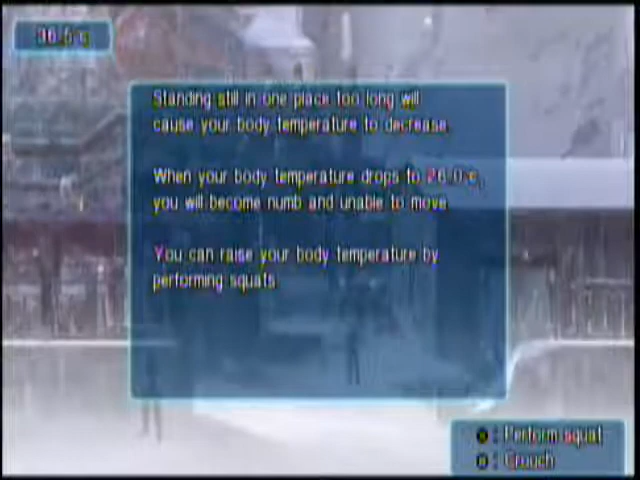 36.5℃
Standing still in one place too long will
cause your body temperature to decrease.
When your body temperature drops to 26.0℃,
you will become numb and unable to move.
You can raise your body temperature by
performing squats.
: Perform squat
: Crouch